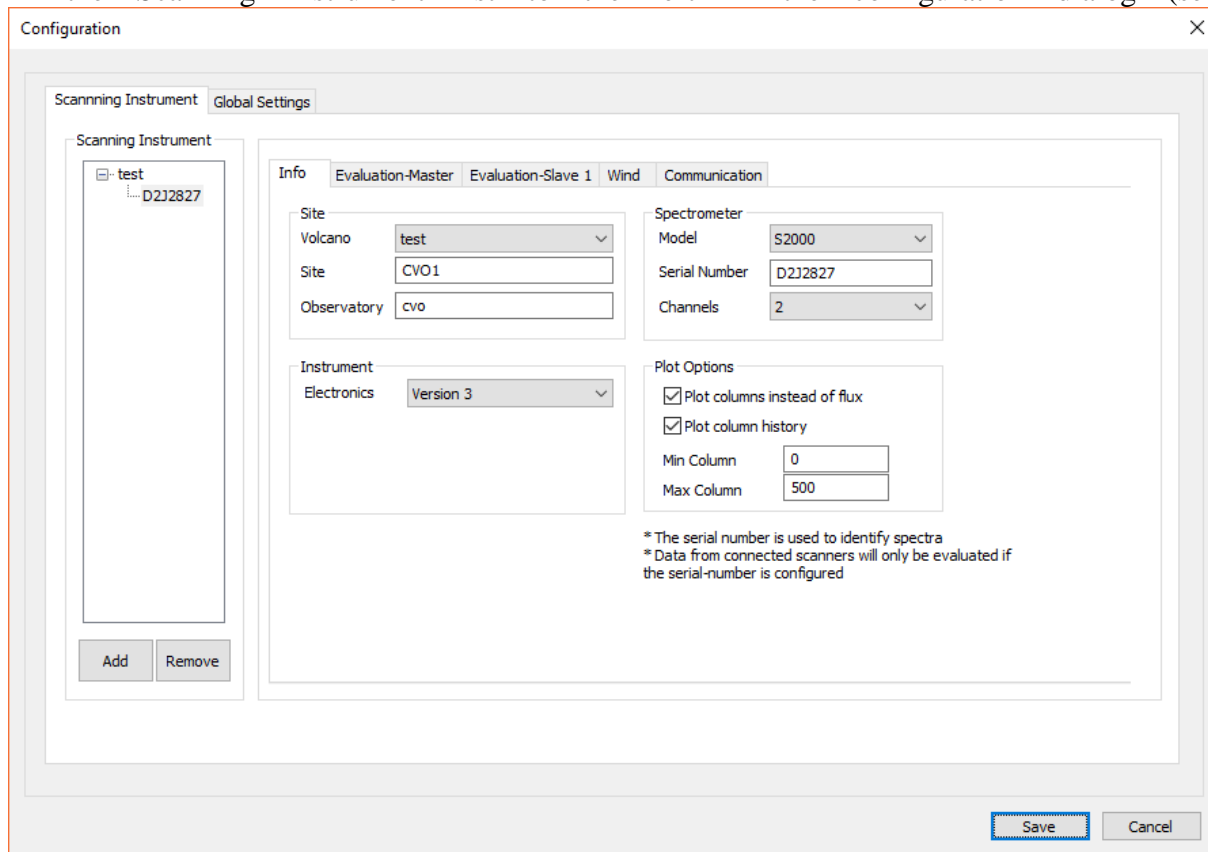 Configuration
Scannning Instrument Global Settings
Scanning Instrument
test
D2J2827
Add Remove
Info Evaluation-Master Evaluation-Slave 1 Wind Communication
Site
Volcano test
Site CVO1
Observatory cvo
Spectrometer
Model S2000
Serial Number D2J2827
Channels 2
Instrument
Electronics Version 3
Plot Options
Plot columns instead of flux
Plot column history
Min Column 0
Max Column 500
* The serial number is used to identify spectra
* Data from connected scanners will only be evaluated if
the serial-number is configured
Save Cancel